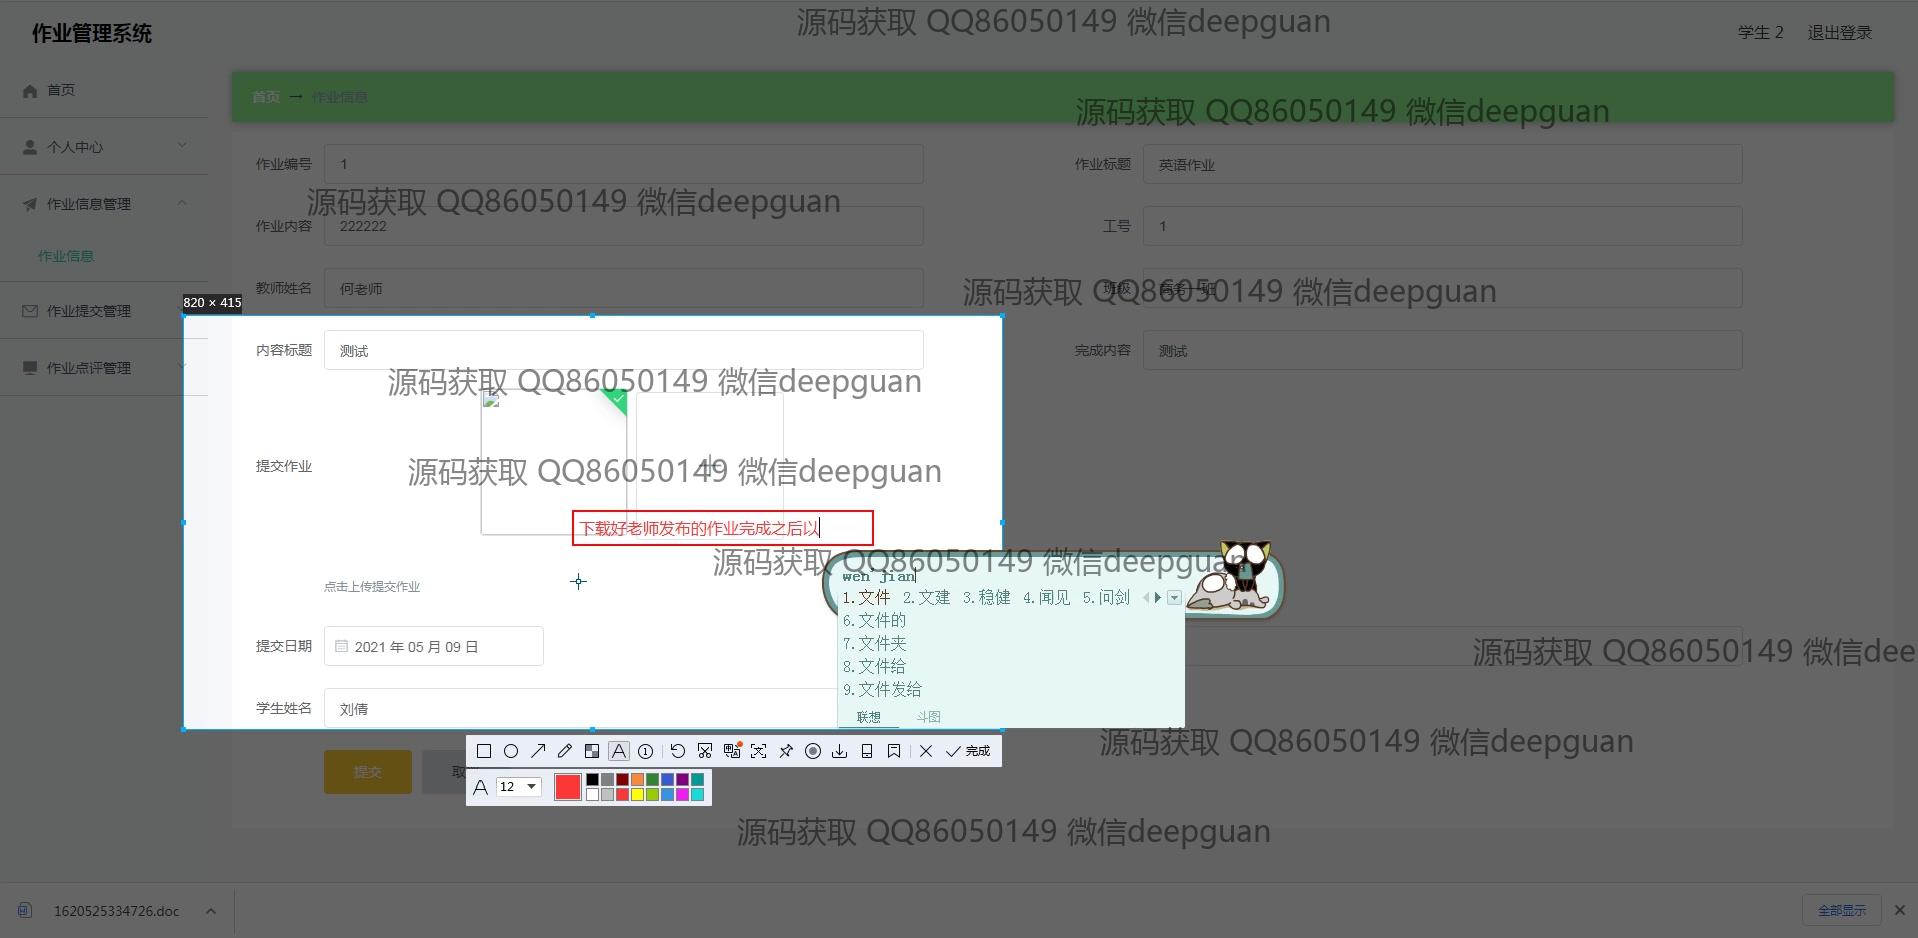 源码获取 QQ86050149 微信deepguan
作业管理系统
学生 2 退出登录
首页
首页 → 作业信息
源码获取 QQ86050149 微信deepguan
个人中心
作业编号 1
作业标题 英语作业
源码获取 QQ86050149 微信deepguan
作业信息管理
作业内容 222222
工号 1
作业信息
教师姓名 何老师
班级
源码获取 QQ86050149 微信deepguan
820 × 415
作业提交管理
内容标题 测试
完成内容 测试
作业点评管理
源码获取 QQ86050149 微信deepguan
提交作业
源码获取 QQ86050149 微信deepguan
下载好老师发布的作业完成之后以
源码获取 QQ86050149 微信deepguan
wen'jian
点击上传提交作业
1.文件 2.文建 3.稳健 4.闻见 5.问剑
6.文件的
7.文件夹
8.文件给
9.文件发给
联想 斗图
提交日期 2021 年 05 月 09 日
源码获取 QQ86050149 微信deepguan
学生姓名 刘倩
源码获取 QQ86050149 微信deepguan
A 1 完成
提交 取
A 12
源码获取 QQ86050149 微信deepguan
1620525334726.doc
全部显示